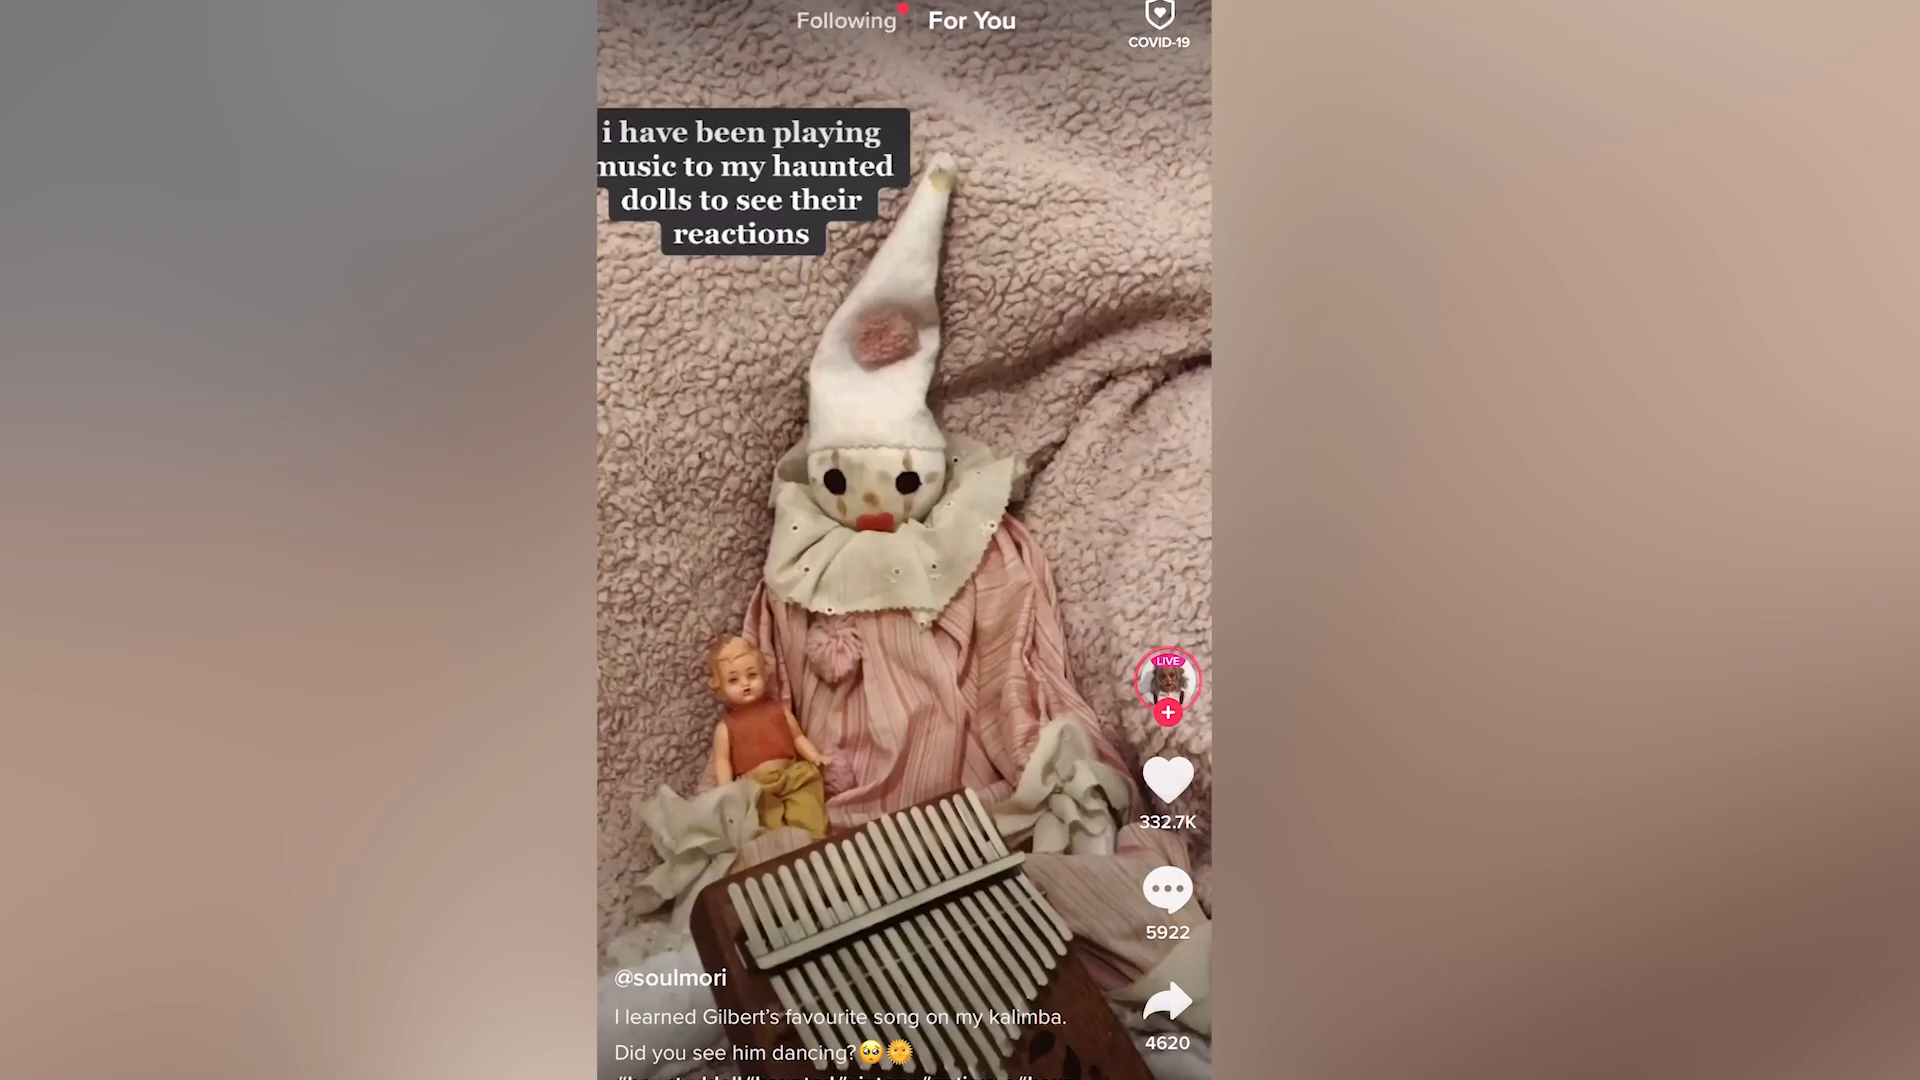 Following For You
COVID-19
i have been playing
music to my haunted
dolls to see their
reactions
LIVE
332.7K
5922
@soulmori
I learned Gilbert's favourite song on my kalimba.
Did you see him dancing?🥺🌞
4620